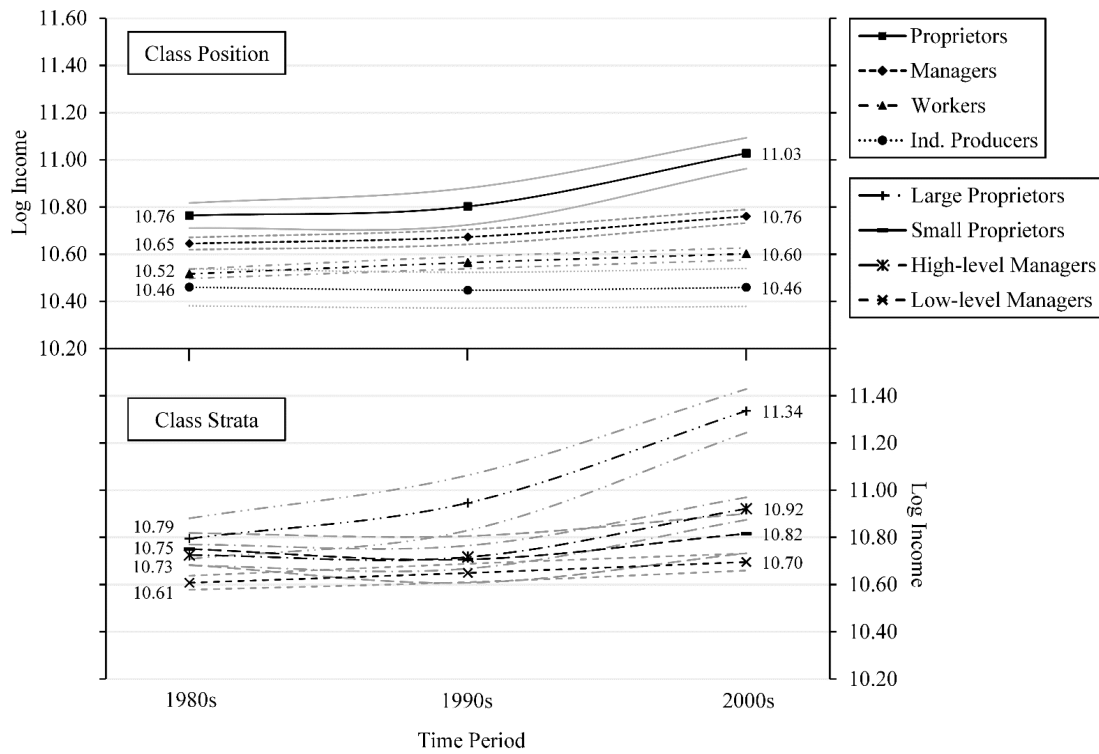 11.60
11.40
11.20
11.00
10.80
10.60
10.40
10.20
Log Income
Class Position
10.76
10.65
10.52
10.46
11.03
10.76
10.60
10.46
Proprietors
Managers
Workers
Ind. Producers
Large Proprietors
Small Proprietors
High-level Managers
Low-level Managers
Class Strata
10.79
10.75
10.73
10.61
11.34
10.92
10.82
10.70
11.40
11.20
11.00
10.80
10.60
10.40
10.20
Log Income
1980s
1990s
2000s
Time Period